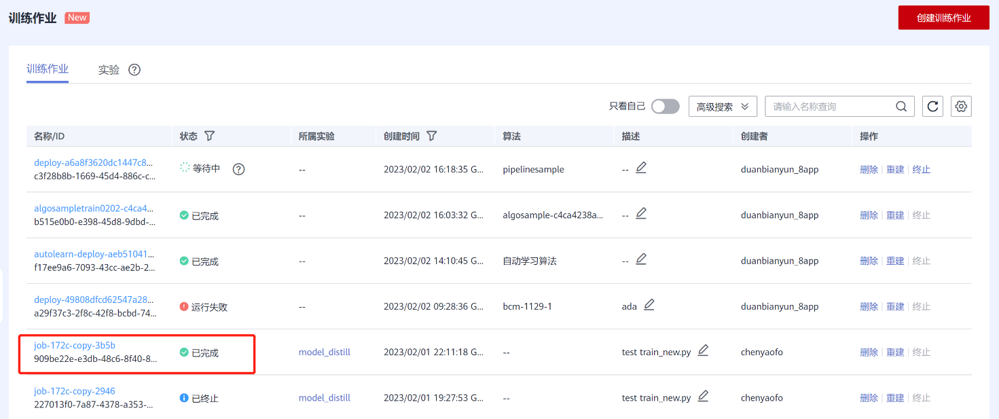 训练作业 New
创建训练作业
训练作业 实验
只看自己 高级搜索 请输入名称查询
名称/ID 状态 所属实验 创建时间 算法 描述 创建者 操作
deploy-a6a8f3620dc1447c8...
c3f28b8b-1669-45d4-886c-c...
等待中 -- 2023/02/02 16:18:35 G... pipelinesample -- duanbianyun_8app 删除 重建 终止
algosampletrain0202-c4ca4...
b515e0b0-e398-45d8-9dbd-...
已完成 -- 2023/02/02 16:03:32 G... algosample-c4ca4238a... -- duanbianyun_8app 删除 重建 终止
autolearn-deploy-aeb51041...
f17ee9a6-7093-43cc-ae2b-2...
已完成 -- 2023/02/02 14:10:45 G... 自动学习算法 -- duanbianyun_8app 删除 重建 终止
deploy-49808dfcd62547a28...
a29f37c3-2f8c-42f8-bcbd-74...
运行失败 -- 2023/02/02 09:28:36 G... bcm-1129-1 ada duanbianyun_8app 删除 重建 终止
job-172c-copy-3b5b
909be22e-e3db-48c6-8f40-8...
已完成 model_distill 2023/02/01 22:11:18 G... -- test train_new.py chenyaofo 删除 重建 终止
job-172c-copy-2946
227013f0-7a87-4378-a353-...
已终止 model_distill 2023/02/01 19:27:53 G... -- test train_new.py chenyaofo 删除 重建 终止